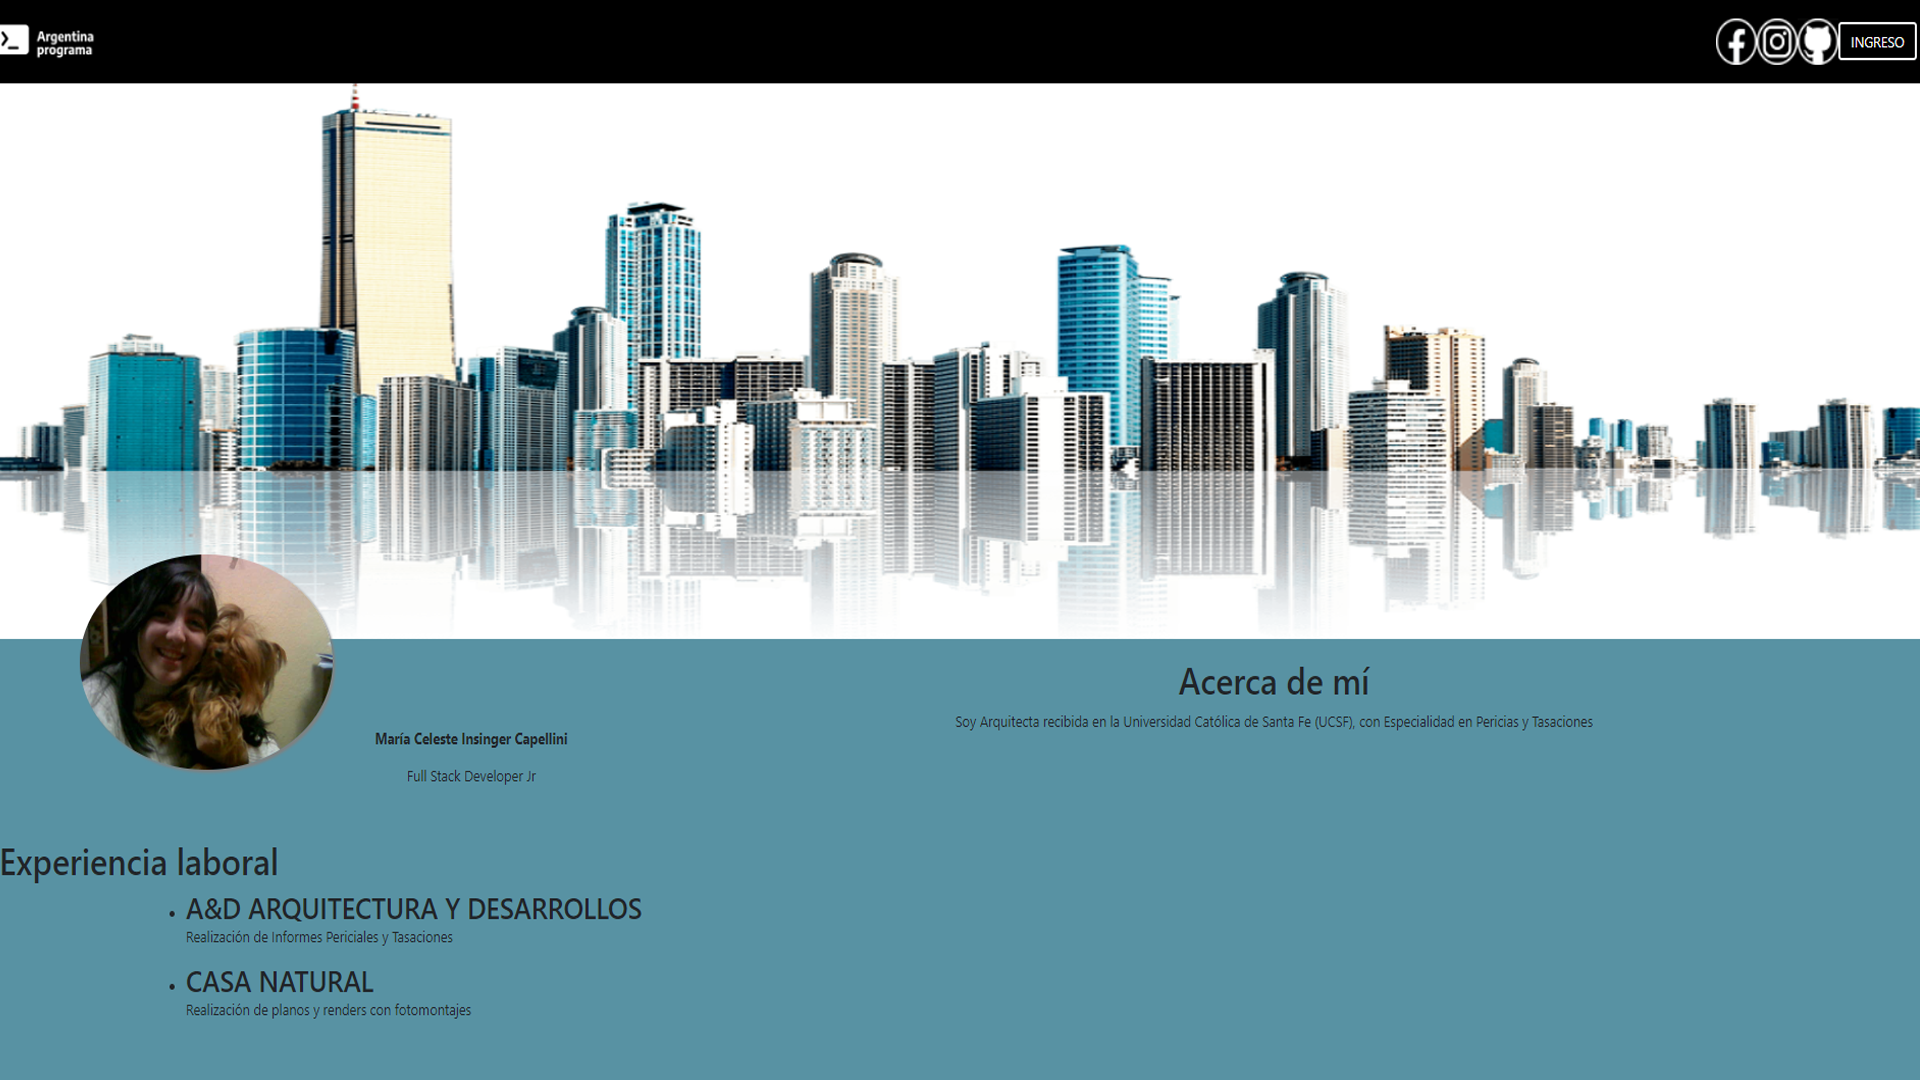 Argentina
programa
INGRESO
Acerca de mí
Soy Arquitecta recibida en la Universidad Católica de Santa Fe (UCSF), con Especialidad en Pericias y Tasaciones
María Celeste Insinger Capellini
Full Stack Developer Jr
Experiencia laboral
• A&D ARQUITECTURA Y DESARROLLOS
Realización de Informes Periciales y Tasaciones
• CASA NATURAL
Realización de planos y renders con fotomontajes